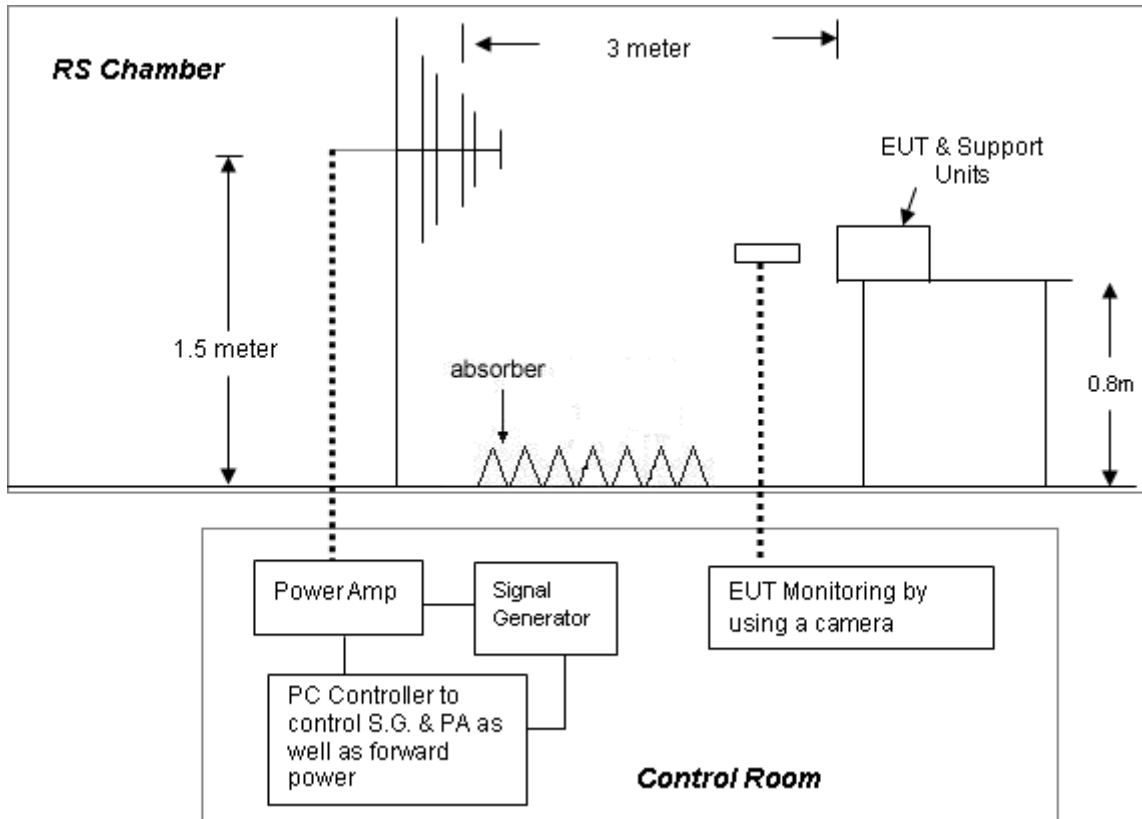 3 meter
RS Chamber
EUT & Support
Units
1.5 meter
absorber
0.8m
Power Amp
Signal
Generator
EUT Monitoring by
using a camera
PC Controller to
control S.G. & PA as
well as forward
power
Control Room